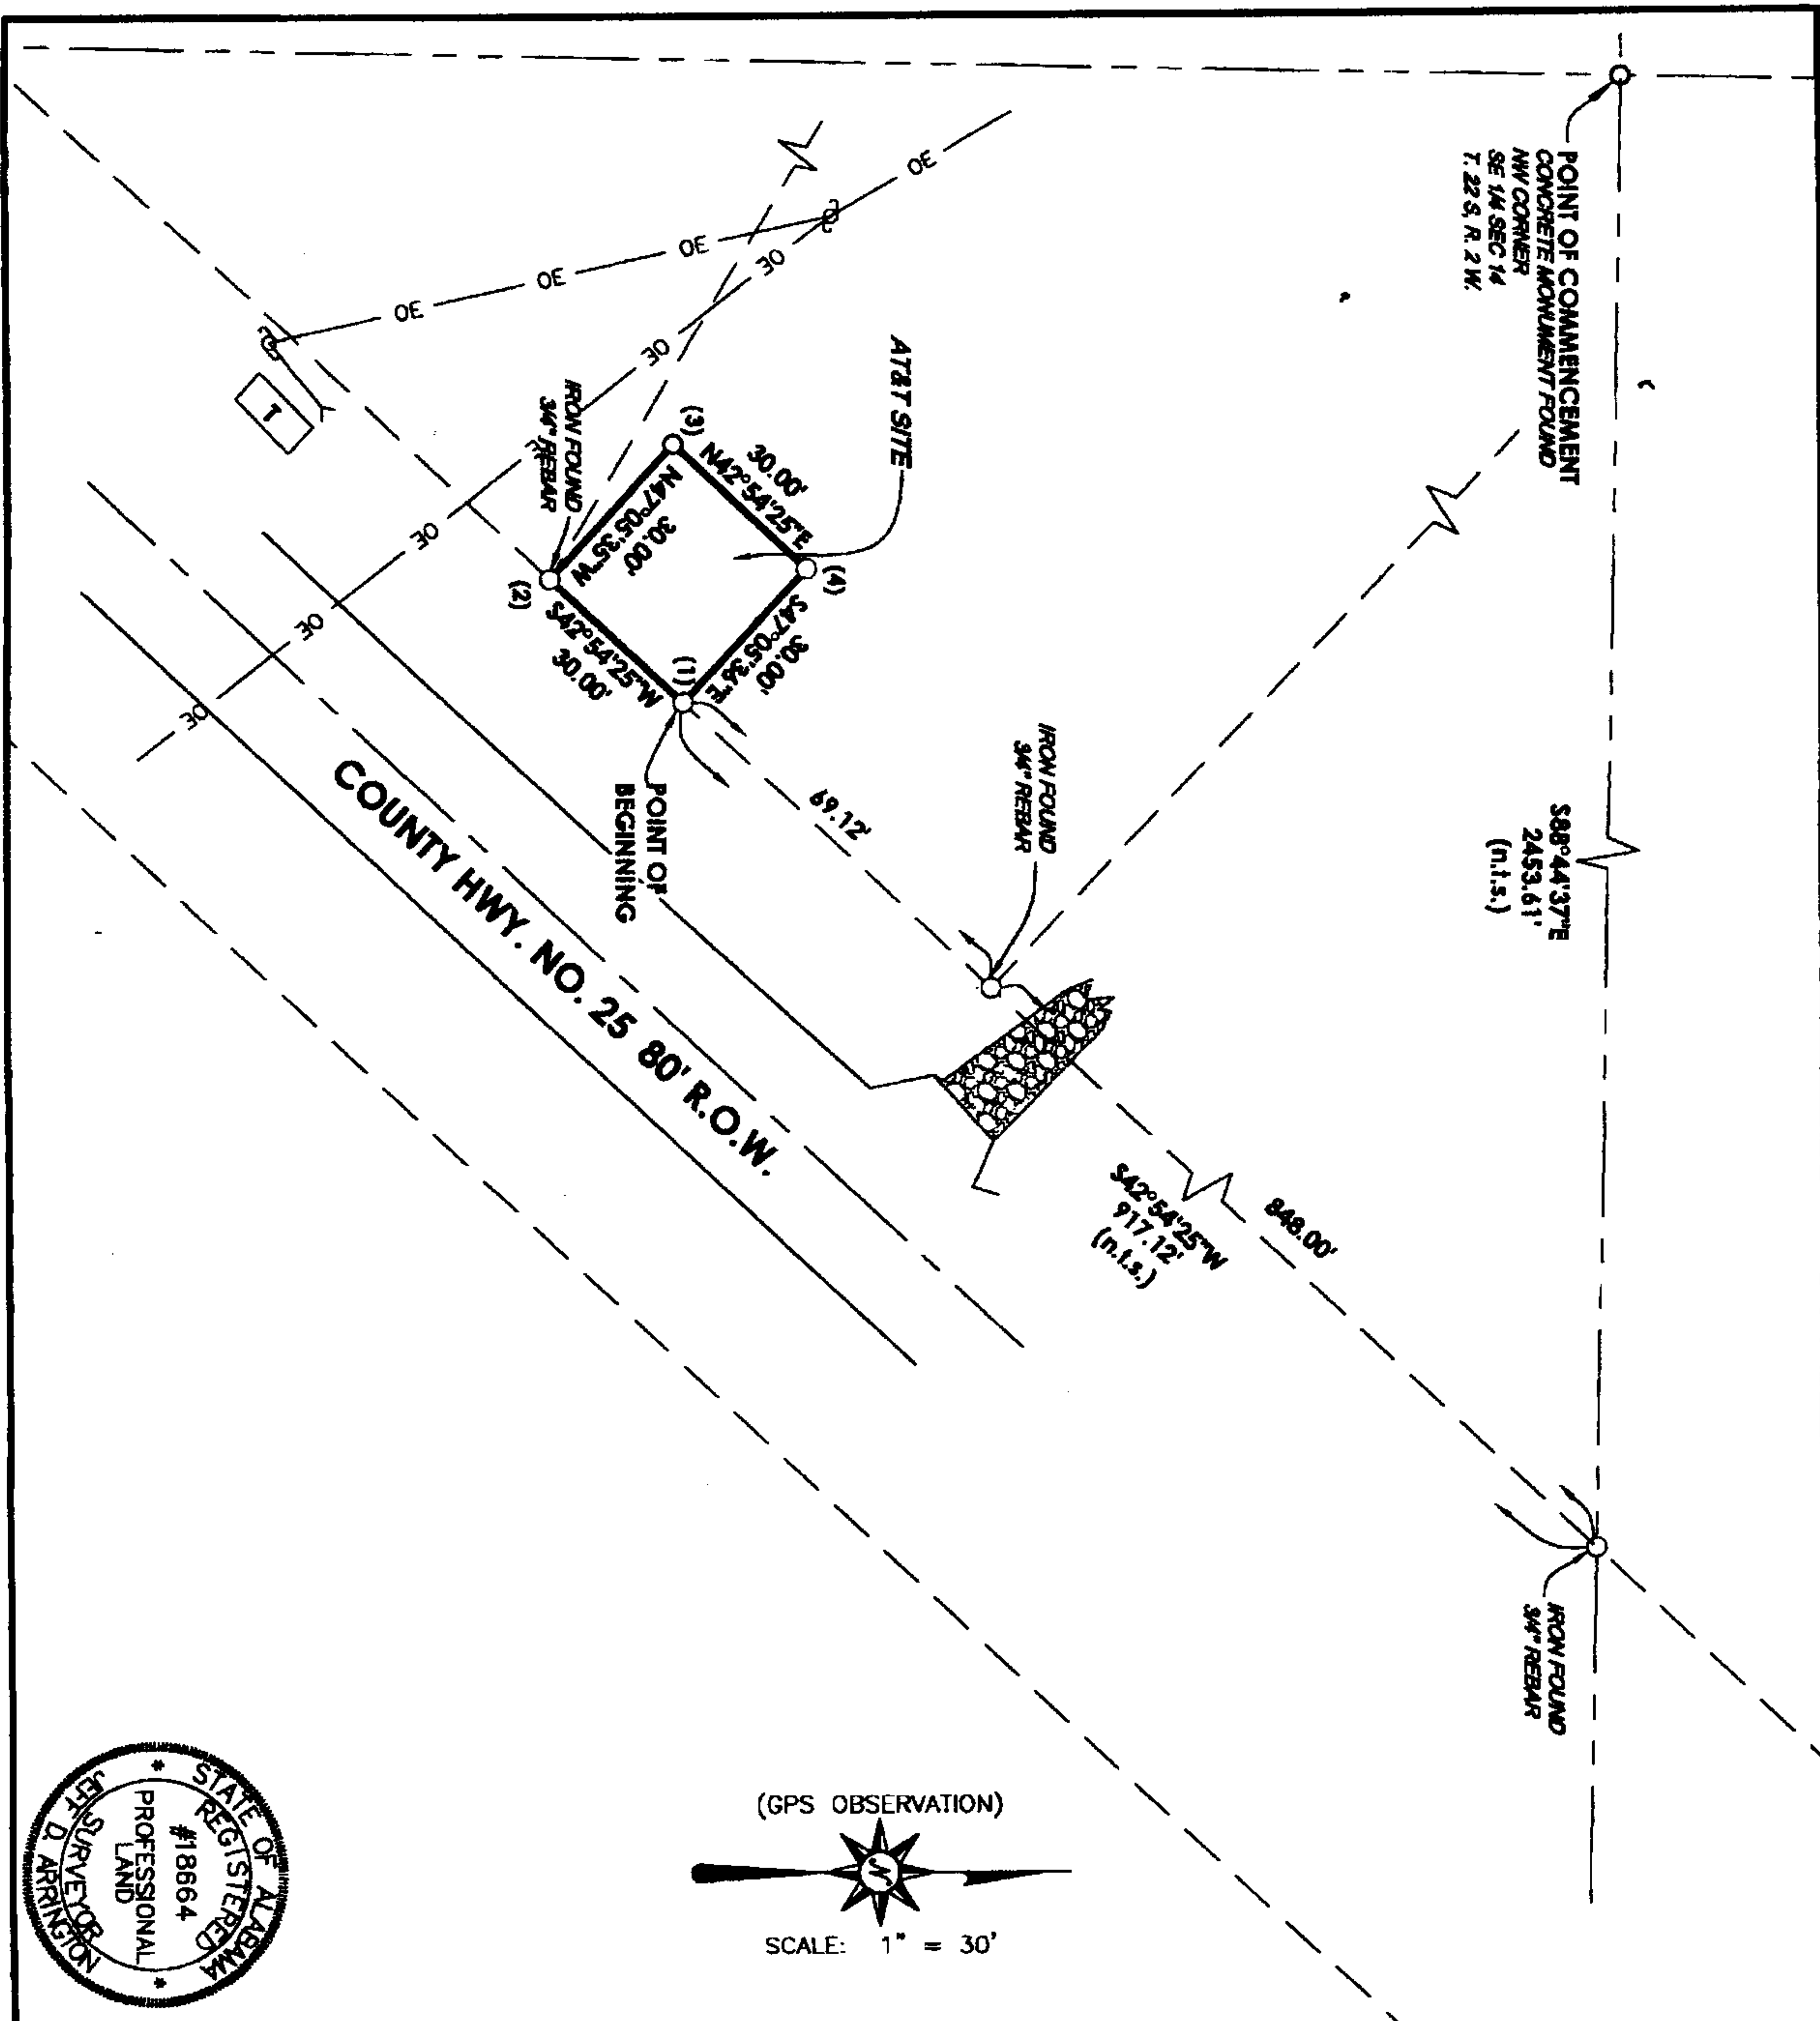 POINT OF COMMENCEMENT
CONCRETE MONUMENT FOUND
NW CORNER
SE 1/4 SEC 14
T. 22 S, R. 2 W.
S88°44'37"E
2453.61'
(n.t.s.)
IRON FOUND
3/4" REBAR
848.00'
S42°54'25"W
917.12'
(n.t.s.)
IRON FOUND
3/4" REBAR
69.12'
AT&T SITE
30.00'
N42°54'25"E
(4)
S47°05'36"E
30.00'
(3)
N47°05'35"W
30.00'
(1)
S42°54'25"W
30.00'
(2)
IRON FOUND
3/4" REBAR
POINT OF
BEGINNING
OE
OE
OE
OE
OE
OE
OE
OE
OE
OE
T
COUNTY HWY. NO. 25 80' R.O.W.
(GPS OBSERVATION)
N
SCALE: 1" = 30'
STATE OF ALABAMA
REGISTERED
#18664
PROFESSIONAL
LAND
SURVEYOR
JEFF D. ARRINGTON